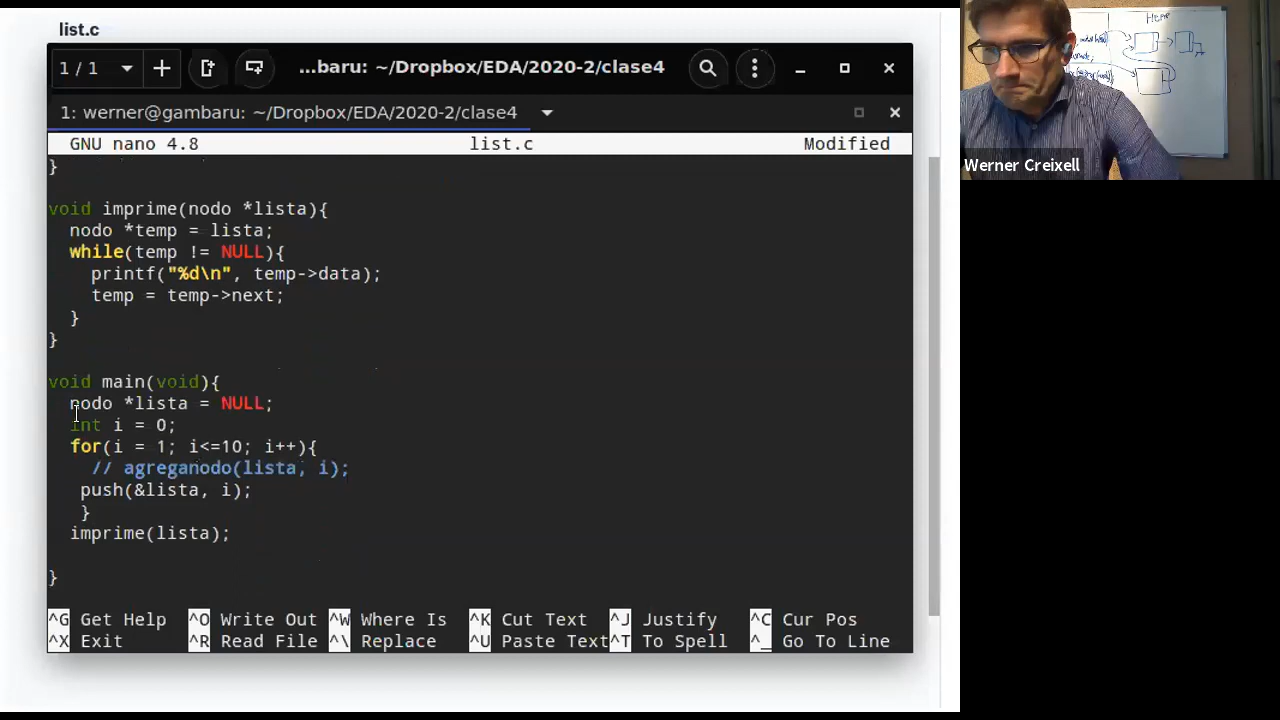 list.c
1 / 1
...baru: ~/Dropbox/EDA/2020-2/clase4
1: werner@gambaru: ~/Dropbox/EDA/2020-2/clase4
GNU nano 4.8 list.c Modified
}
void imprime(nodo *lista){
nodo *temp = lista;
while(temp != NULL){
printf("%d\n", temp->data);
temp = temp->next;
}
}
void main(void){
nodo *lista = NULL;
int i = 0;
for(i = 1; i<=10; i++){
// agreganodo(lista, i);
push(&lista, i);
}
imprime(lista);
}
^G Get Help ^O Write Out ^W Where Is ^K Cut Text ^J Justify ^C Cur Pos
^X Exit ^R Read File ^\ Replace ^U Paste Text ^T To Spell ^_ Go To Line
Werner Creixell